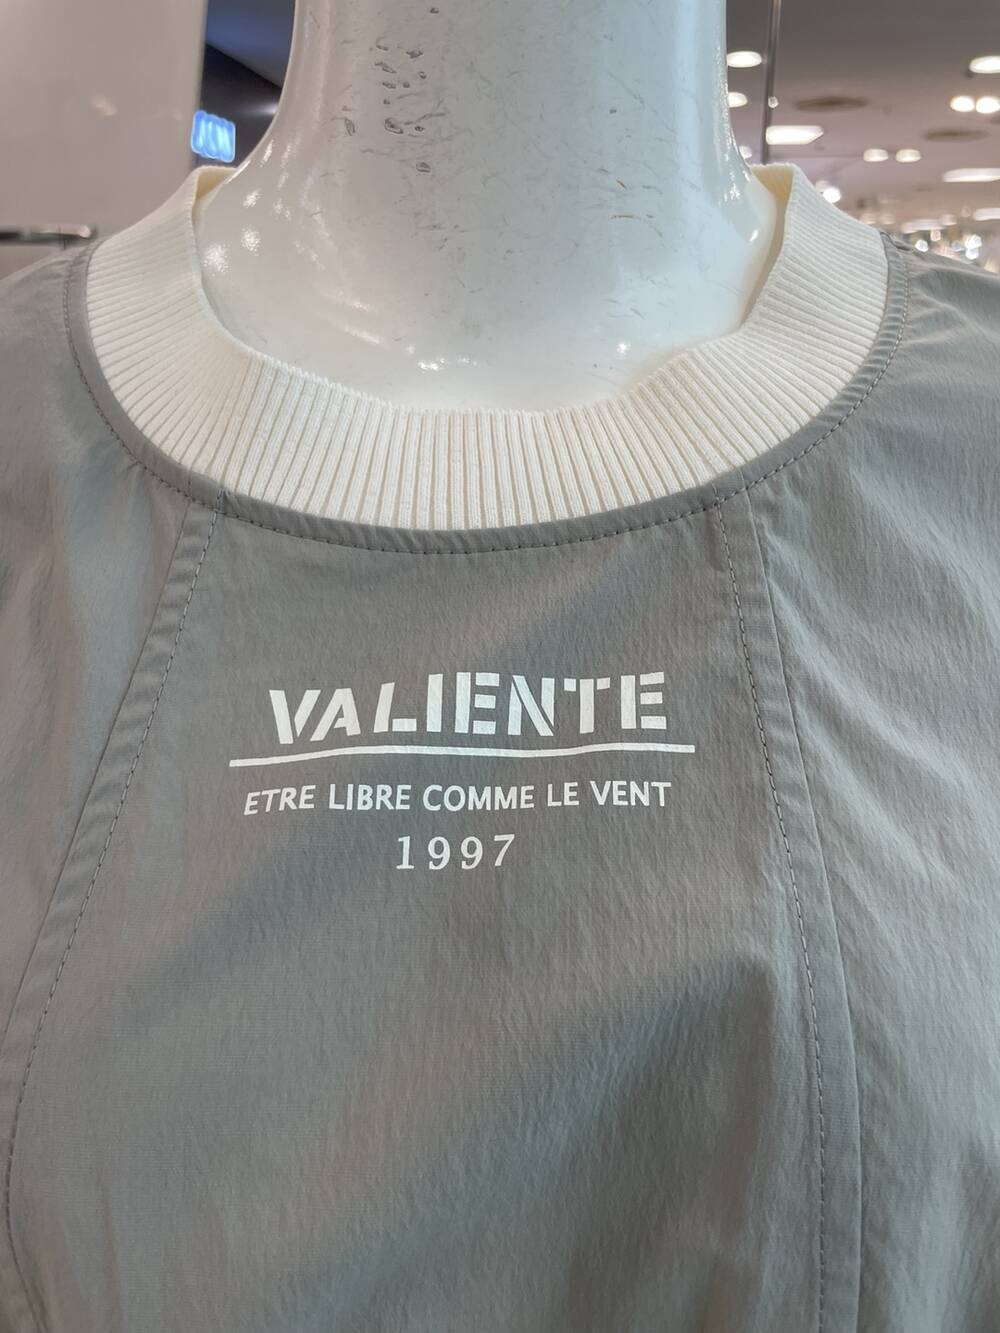 VALIENTE
ETRE LIBRE COMME LE VENT
1997